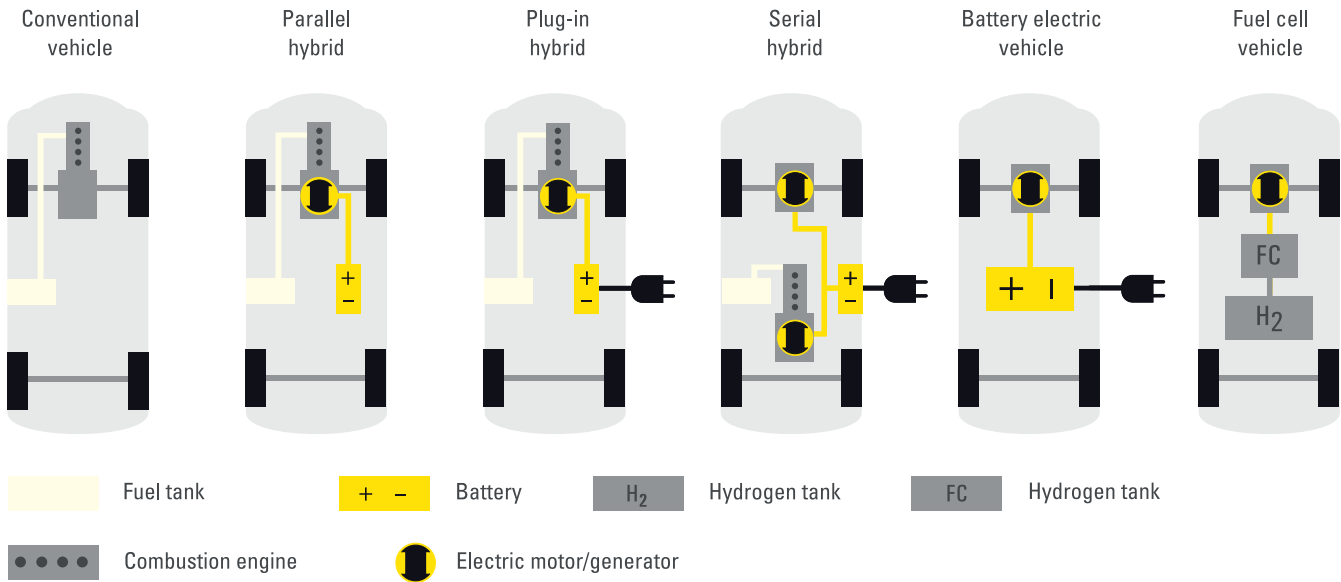 Conventional
vehicle
Parallel
hybrid
Plug-in
hybrid
Serial
hybrid
Battery electric
vehicle
Fuel cell
vehicle
+
−
+
−
+
−
+ −
FC
H₂
Fuel tank
+ − Battery
H₂ Hydrogen tank
FC Hydrogen tank
Combustion engine
Electric motor/generator